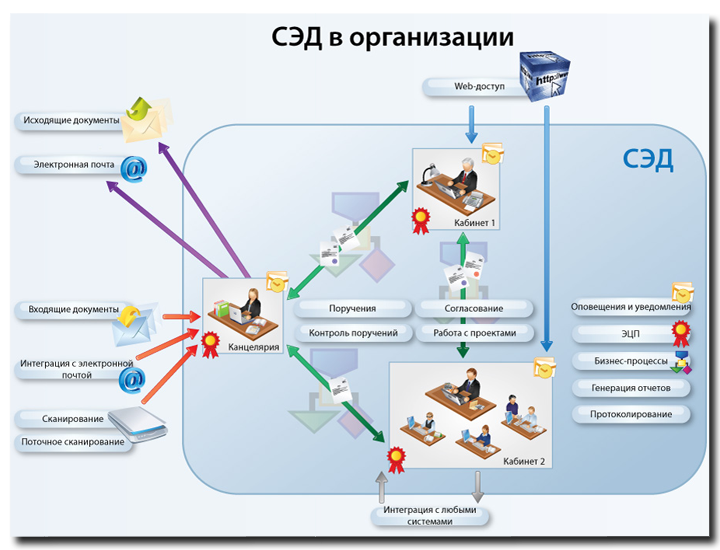 СЭД в организации
Web-доступ
http://www
Исходящие документы
Электронная почта
СЭД
Кабинет 1
Входящие документы
Интеграция с электронной
почтой
Сканирование
Поточное сканирование
Канцелярия
Поручения
Согласование
Контроль поручений
Работа с проектами
Оповещения и уведомления
ЭЦП
Бизнес-процессы
Генерация отчетов
Протоколирование
Кабинет 2
Интеграция с любыми
системами